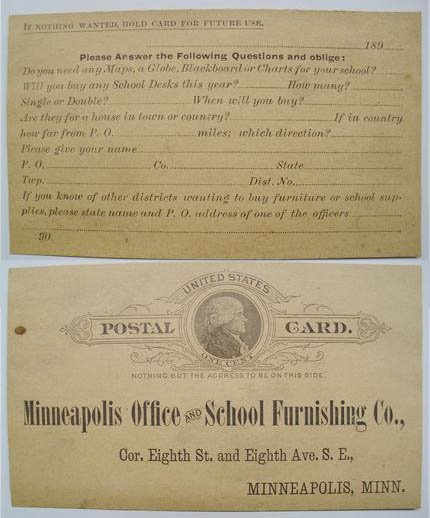 IF NOTHING WANTED, HOLD CARD FOR FUTURE USE.
189
Please Answer the Following Questions and oblige:
Do you need any Maps, a Globe, Blackboard or Charts for your school?
Will you buy any School Desks this year? How many?
Single or Double? When will you buy?
Are they for a house in town or country? If in country
how far from P. O. miles; which direction?
Please give your name
P. O. Co. State
Twp. Dist. No.
If you know of other districts wanting to buy furniture or school sup-
plies, please state name and P. O. address of one of the officers
90.
UNITED STATES
POSTAL CARD.
ONE CENT
NOTHING BUT THE ADDRESS TO BE ON THIS SIDE.
Minneapolis Office AND School Furnishing Co.,
Cor. Eighth St. and Eighth Ave. S. E.,
MINNEAPOLIS, MINN.